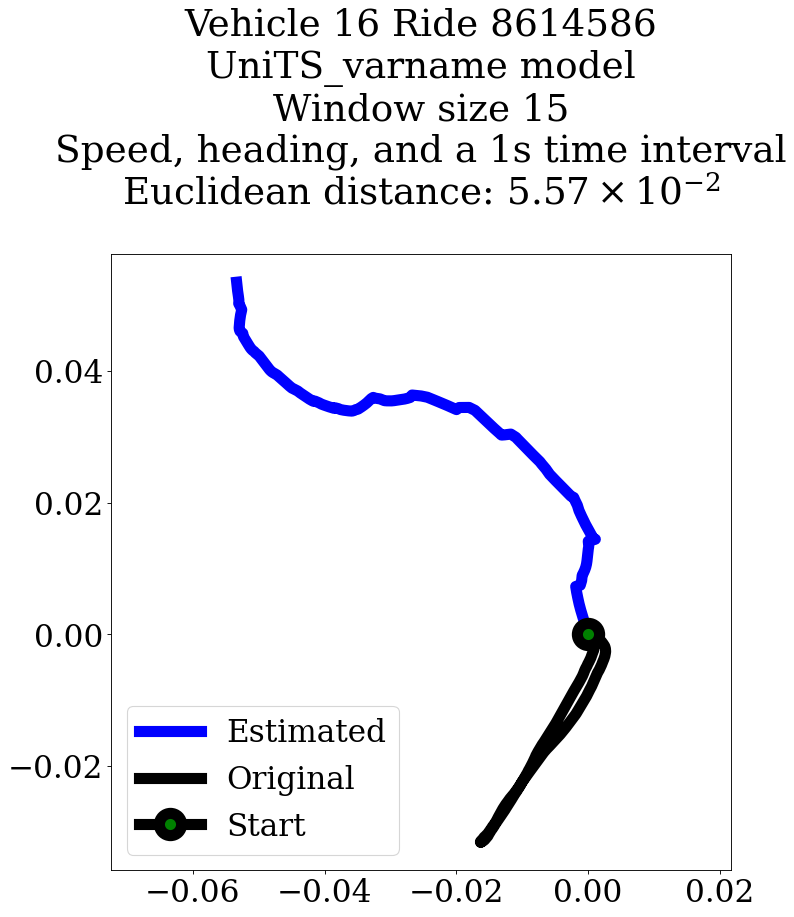 Vehicle 16 Ride 8614586
UniTS_varname model
Window size 15
Speed, heading, and a 1s time interval
Euclidean distance: 5.57 × 10⁻²
0.04
0.02
0.00
−0.02
Estimated
Original
Start
−0.06 −0.04 −0.02 0.00 0.02